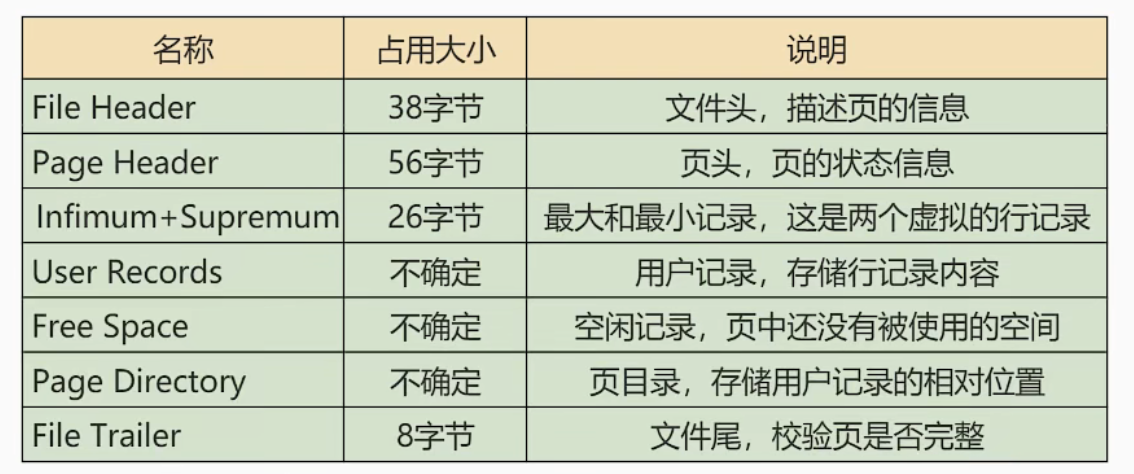 名称 占用大小 说明
File Header 38字节 文件头，描述页的信息
Page Header 56字节 页头，页的状态信息
Infimum+Supremum 26字节 最大和最小记录，这是两个虚拟的行记录
User Records 不确定 用户记录，存储行记录内容
Free Space 不确定 空闲记录，页中还没有被使用的空间
Page Directory 不确定 页目录，存储用户记录的相对位置
File Trailer 8字节 文件尾，校验页是否完整